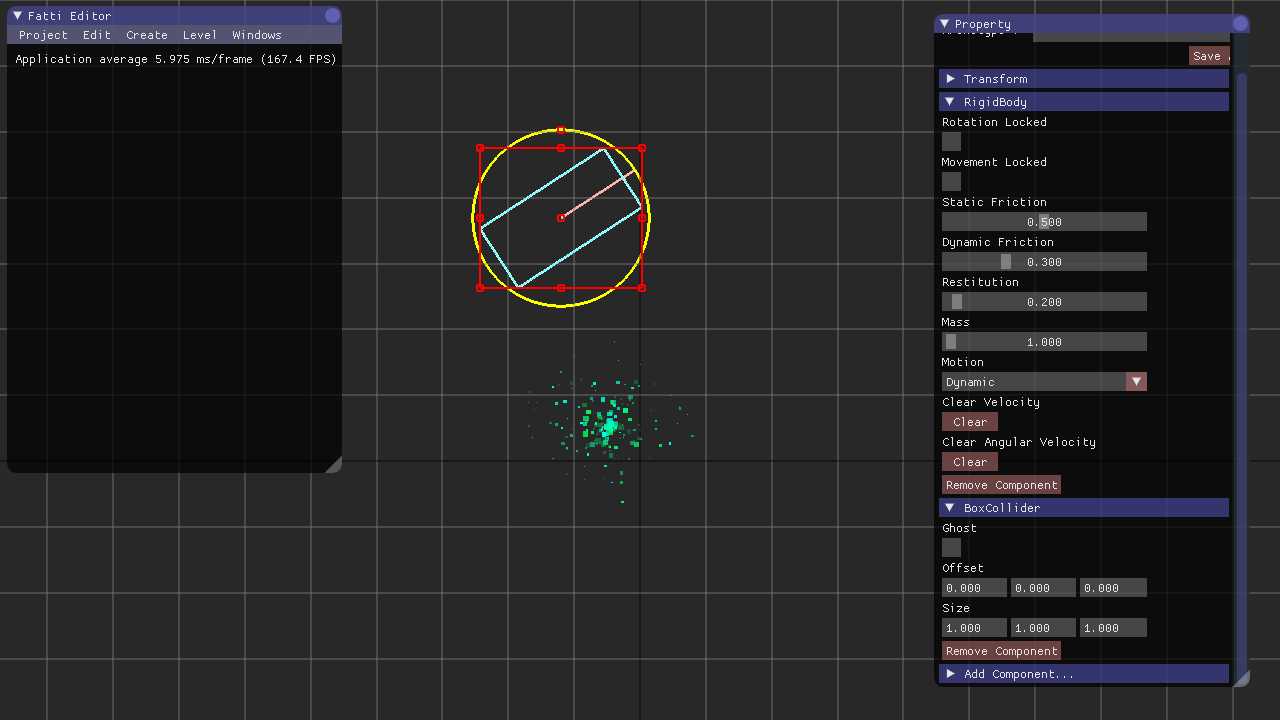 Fatti Editor
Project Edit Create Level Windows
Application average 5.975 ms/frame (167.4 FPS)
Property
Save
Transform
RigidBody
Rotation Locked
Movement Locked
Static Friction
0.500
Dynamic Friction
0.300
Restitution
0.200
Mass
1.000
Motion
Dynamic
Clear Velocity
Clear
Clear Angular Velocity
Clear
Remove Component
BoxCollider
Ghost
Offset
0.000 0.000 0.000
Size
1.000 1.000 1.000
Remove Component
Add Component...